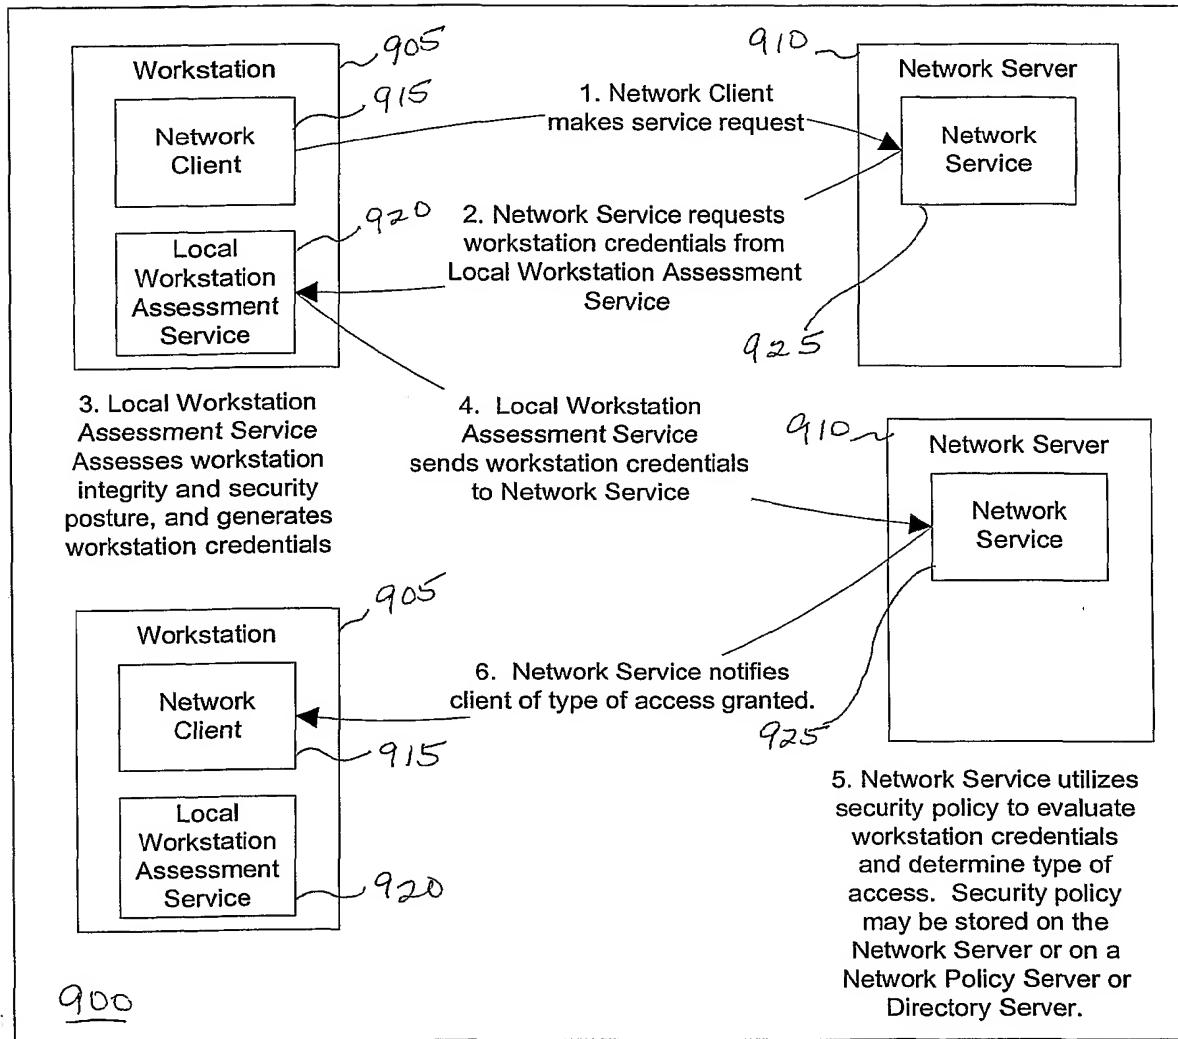 Workstation
905
915
Network
Client
920
Local
Workstation
Assessment
Service
1. Network Client
makes service request
910
Network Server
Network
Service
925
2. Network Service requests
workstation credentials from
Local Workstation Assessment
Service
3. Local Workstation
Assessment Service
Assesses workstation
integrity and security
posture, and generates
workstation credentials
4. Local Workstation
Assessment Service
sends workstation credentials
to Network Service
910
Network Server
Network
Service
925
905
Workstation
Network
Client
915
Local
Workstation
Assessment
Service
920
6. Network Service notifies
client of type of access granted.
5. Network Service utilizes
security policy to evaluate
workstation credentials
and determine type of
access. Security policy
may be stored on the
Network Server or on a
Network Policy Server or
Directory Server.
900